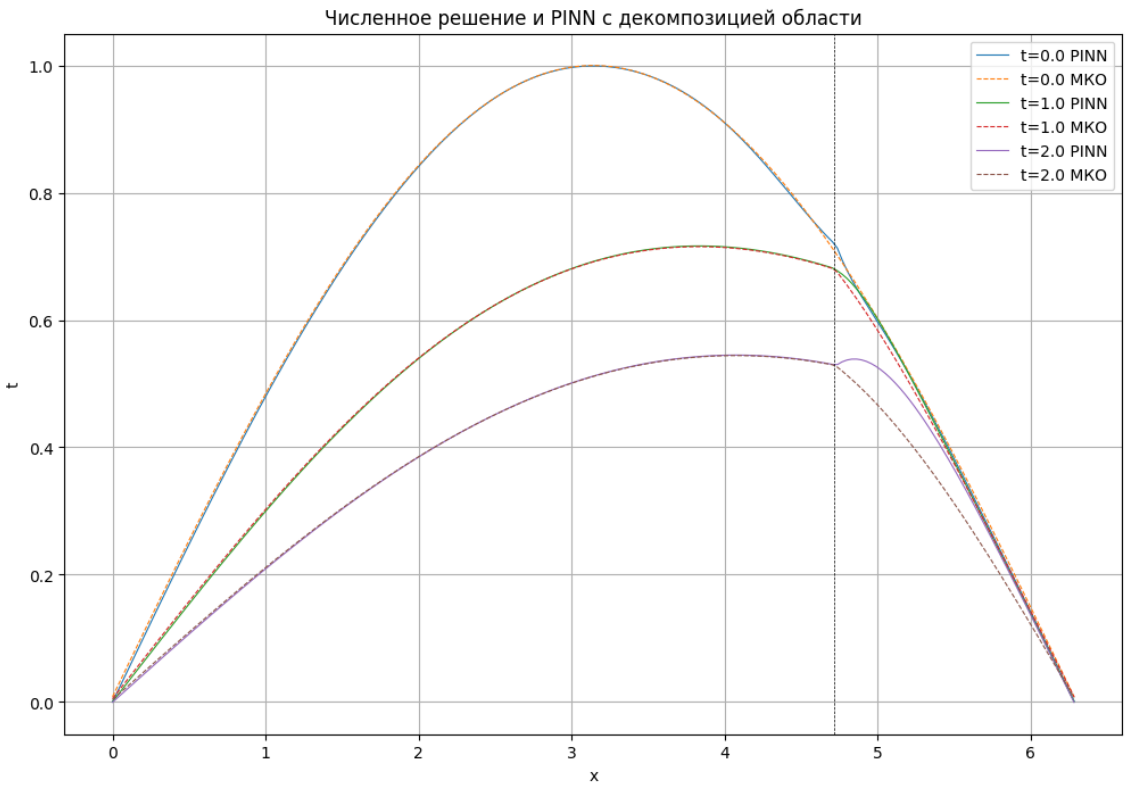 Численное решение и PINN с декомпозицией области
t=0.0 PINN
t=0.0 МКО
t=1.0 PINN
t=1.0 МКО
t=2.0 PINN
t=2.0 МКО
1.0
0.8
0.6
0.4
0.2
0.0
t
0 1 2 3 4 5 6
x